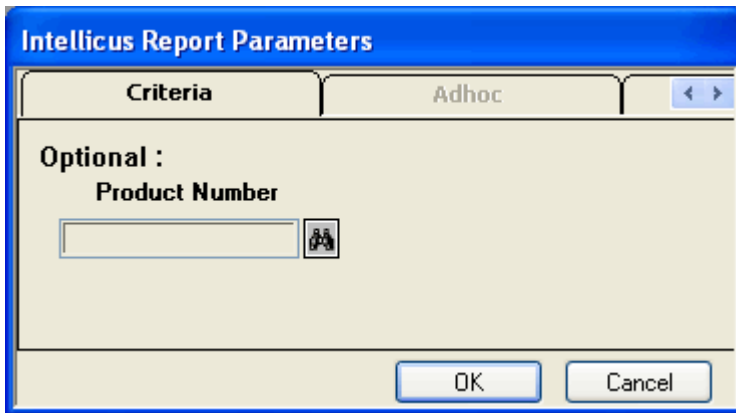 Intellicus Report Parameters
Criteria Adhoc
Optional :
Product Number
OK Cancel